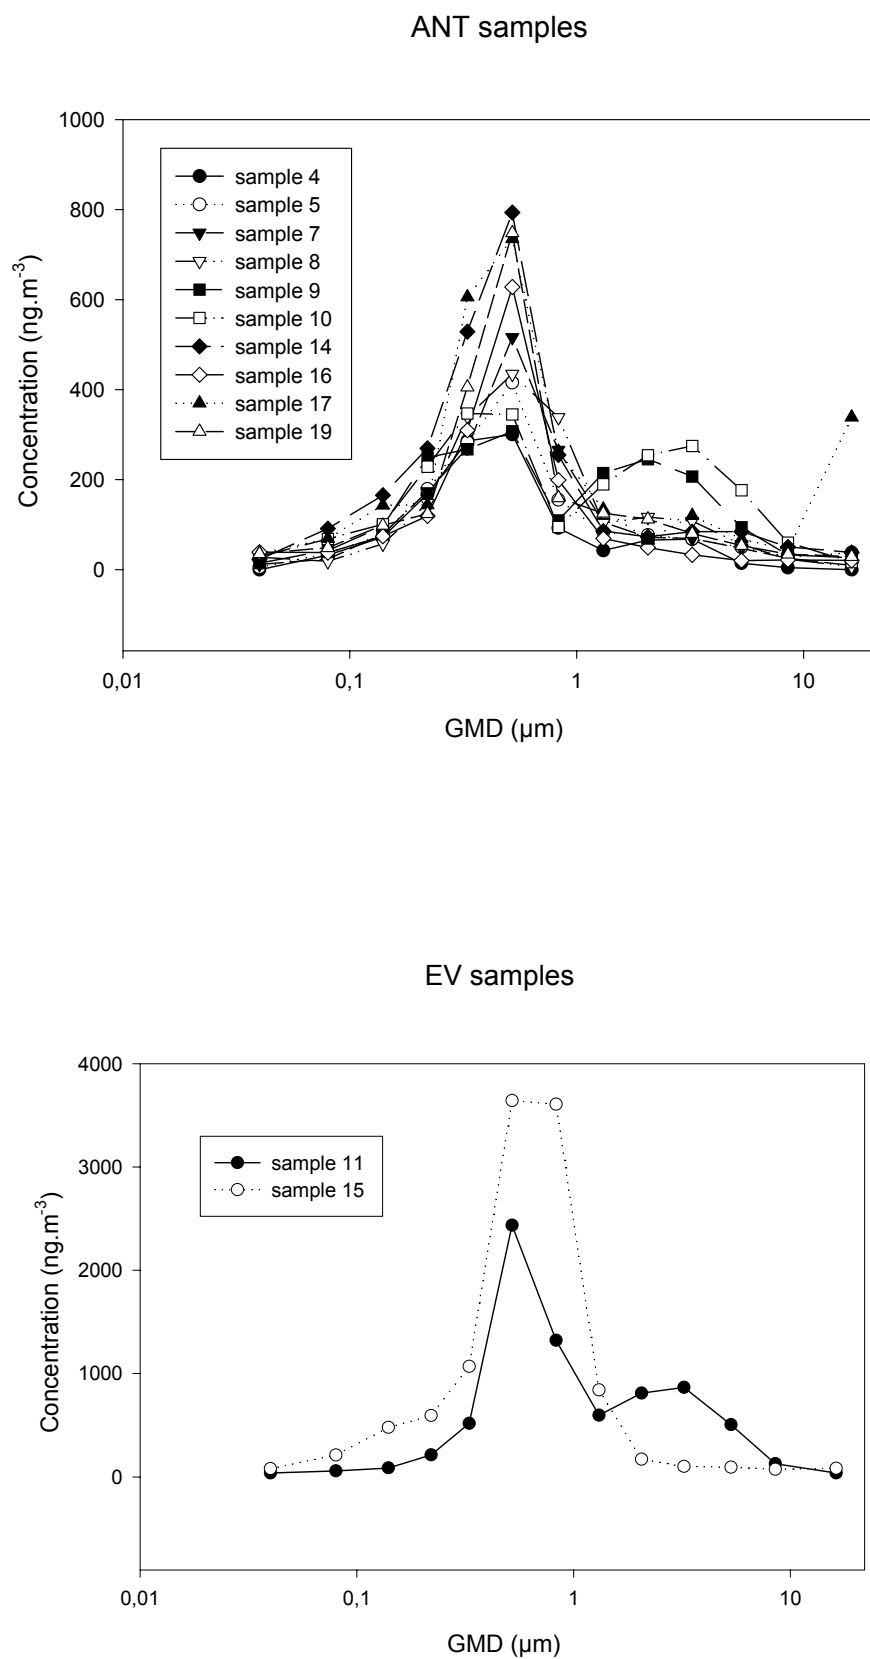 ANT samples
1000
800
600
400
200
0
Concentration (ng.m-3)
sample 4
sample 5
sample 7
sample 8
sample 9
sample 10
sample 14
sample 16
sample 17
sample 19
0,01
0,1
1
10
GMD (µm)
EV samples
4000
3000
2000
1000
0
Concentration (ng.m-3)
sample 11
sample 15
0,01
0,1
1
10
GMD (µm)